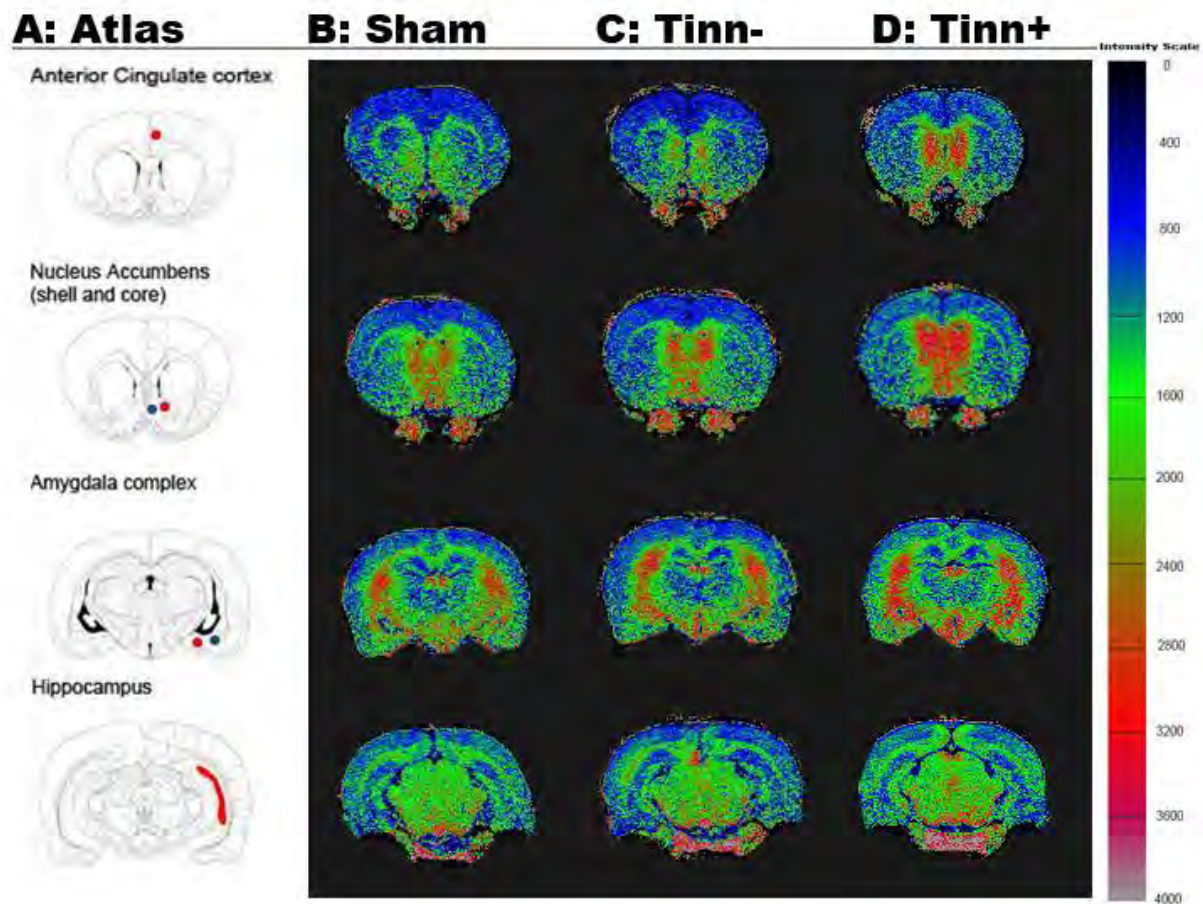 A: Atlas
B: Sham
C: Tinn-
D: Tinn+
Intensity Scale
Anterior Cingulate cortex
Nucleus Accumbens
(shell and core)
Amygdala complex
Hippocampus
0
400
800
1200
1600
2000
2400
2800
3200
3600
4000